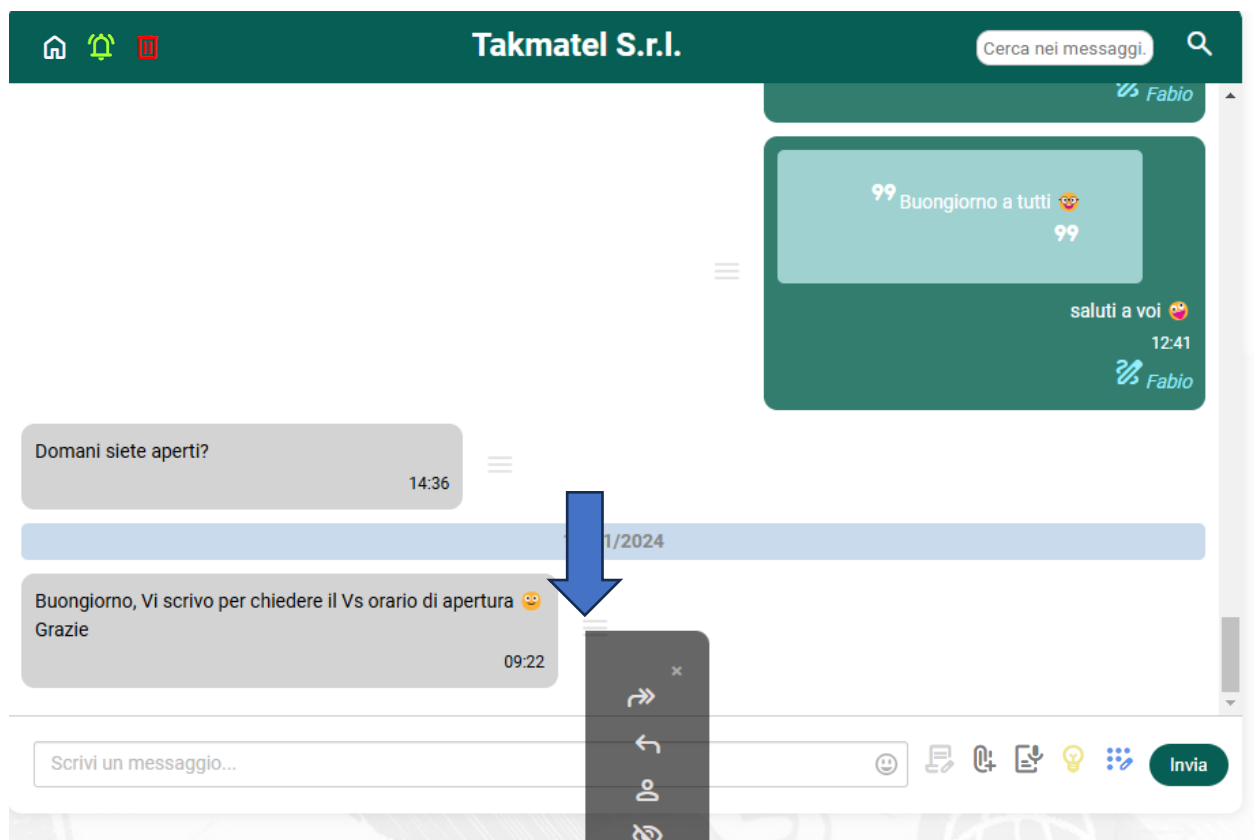 Takmatel S.r.l.
Cerca nei messaggi.
Fabio
Buongiorno a tutti 🤓
saluti a voi 🤪
12:41
Fabio
Domani siete aperti?
14:36
1/2024
Buongiorno, Vi scrivo per chiedere il Vs orario di apertura 🙂
Grazie
09:22
Scrivi un messaggio...
Invia